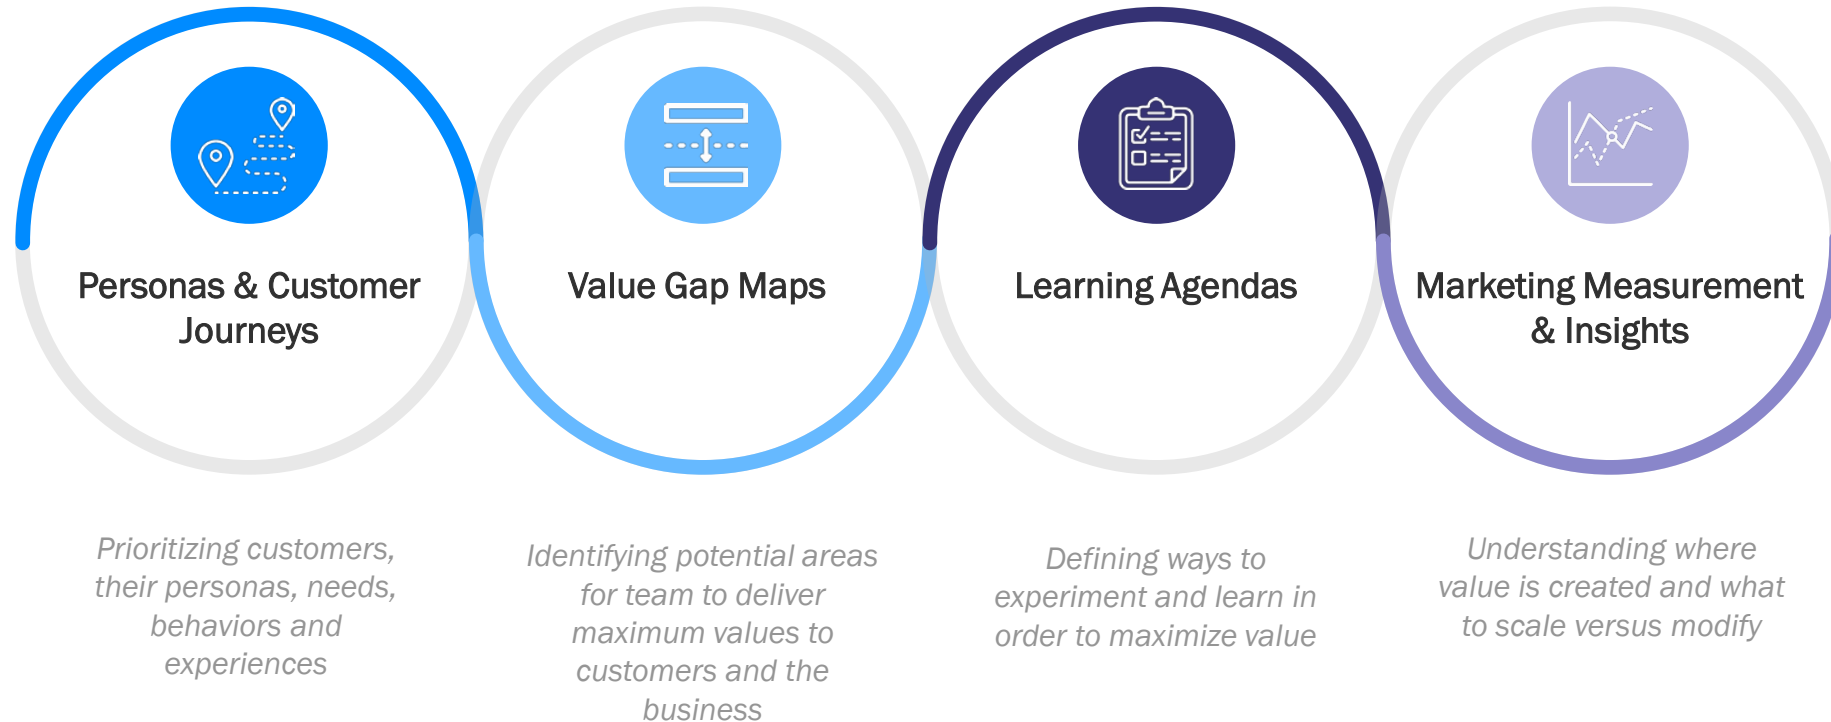 Personas & Customer
Journeys
Value Gap Maps
Learning Agendas
Marketing Measurement
& Insights
Prioritizing customers,
their personas, needs,
behaviors and
experiences
Identifying potential areas
for team to deliver
maximum values to
customers and the
business
Defining ways to
experiment and learn in
order to maximize value
Understanding where
value is created and what
to scale versus modify